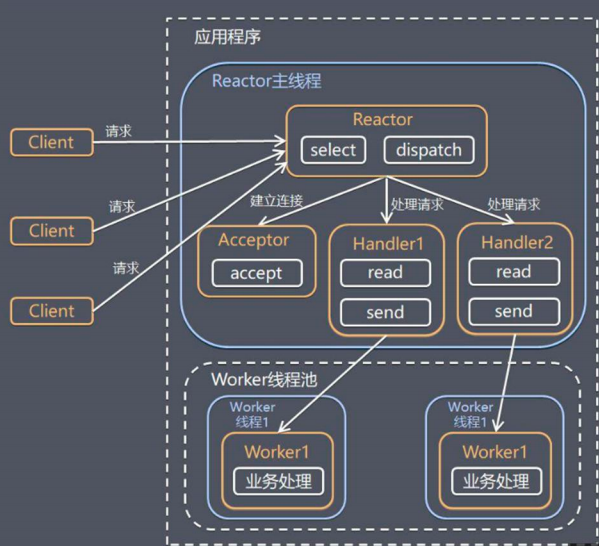 应用程序
Reactor主线程
Reactor
select
dispatch
Client
请求
Client
请求
Client
请求
建立连接
处理请求
处理请求
Acceptor
accept
Handler1
read
send
Handler2
read
send
Worker线程池
Worker
线程1
Worker1
业务处理
Worker
线程1
Worker1
业务处理